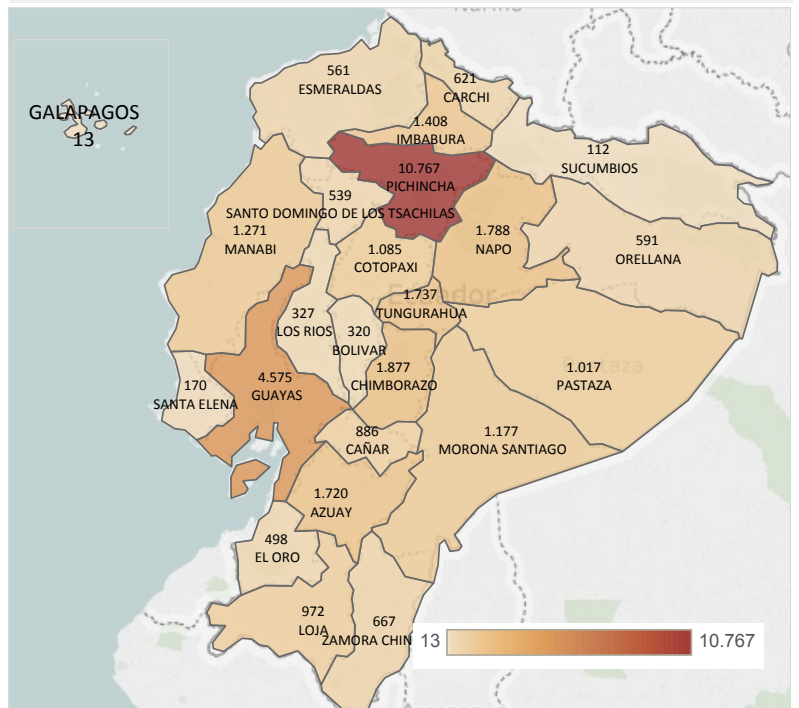 561
ESMERALDAS
621
CARCHI
GALAPAGOS
13
1.408
IMBABURA
112
SUCUMBIOS
10.767
PICHINCHA
539
SANTO DOMINGO DE LOS TSACHILAS
1.271
MANABI
1.788
NAPO
591
ORELLANA
1.085
COTOPAXI
Ecuador
1.737
TUNGURAHUA
327
LOS RIOS
320
BOLIVAR
1.877
CHIMBORAZO
1.017
PASTAZA
Pastaza
170
SANTA ELENA
4.575
GUAYAS
886
CAÑAR
1.177
MORONA SANTIAGO
1.720
AZUAY
498
EL ORO
972
LOJA
667
ZAMORA CHIN
13
10.767